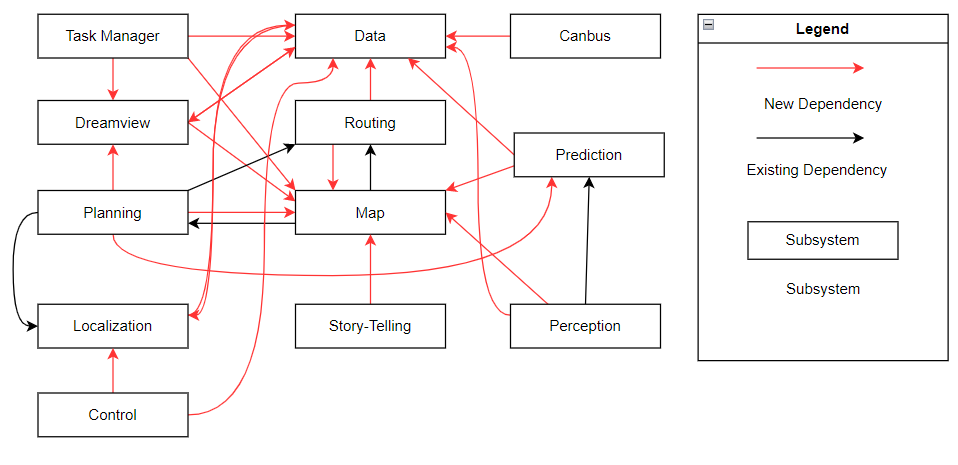 Task Manager
Data
Canbus
Legend
New Dependency
Dreamview
Routing
Prediction
Existing Dependency
Planning
Map
Subsystem
Subsystem
Localization
Story-Telling
Perception
Control